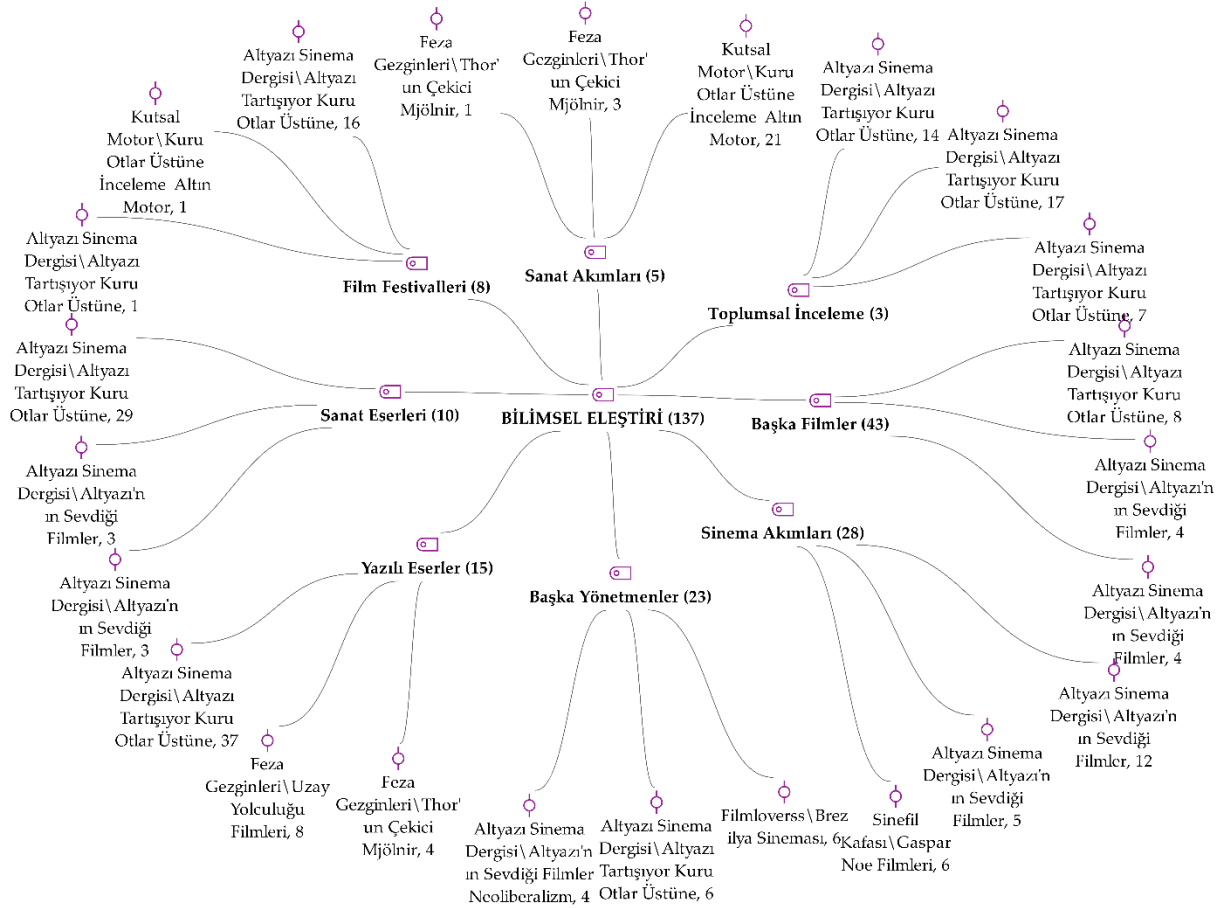 Altyazı Sinema
Dergisi\Altyazı
Tartışıyor Kuru
Otlar Üstüne, 16
Feza
Gezginleri\Thor'
un Çekici
Mjölnir, 1
Feza
Gezginleri\Thor'
un Çekici
Mjölnir, 3
Kutsal
Motor\Kuru
Otlar Üstüne
İnceleme Altın
Motor, 21
Altyazı Sinema
Dergisi\Altyazı
Tartışıyor Kuru
Otlar Üstüne, 14
Kutsal
Motor\Kuru
Otlar Üstüne
İnceleme Altın
Motor, 1
Altyazı Sinema
Dergisi\Altyazı
Tartışıyor Kuru
Otlar Üstüne, 17
Altyazı Sinema
Dergisi\Altyazı
Tartışıyor Kuru
Otlar Üstüne, 1
Film Festivalleri (8)
Sanat Akımları (5)
Toplumsal İnceleme (3)
Altyazı Sinema
Dergisi\Altyazı
Tartışıyor Kuru
Otlar Üstüne, 7
Altyazı Sinema
Dergisi\Altyazı
Tartışıyor Kuru
Otlar Üstüne, 29
Sanat Eserleri (10)
BİLİMSEL ELEŞTİRİ (137)
Başka Filmler (43)
Altyazı Sinema
Dergisi\Altyazı
Tartışıyor Kuru
Otlar Üstüne, 8
Altyazı Sinema
Dergisi\Altyazı'n
ın Sevdiği
Filmler, 3
Altyazı Sinema
Dergisi\Altyazı'n
ın Sevdiği
Filmler, 4
Altyazı Sinema
Dergisi\Altyazı'n
ın Sevdiği
Filmler, 3
Yazılı Eserler (15)
Başka Yönetmenler (23)
Sinema Akımları (28)
Altyazı Sinema
Dergisi\Altyazı'n
ın Sevdiği
Filmler, 4
Altyazı Sinema
Dergisi\Altyazı
Tartışıyor Kuru
Otlar Üstüne, 37
Altyazı Sinema
Dergisi\Altyazı'n
ın Sevdiği
Filmler, 12
Feza
Gezginleri\Uzay
Yolculuğu
Filmleri, 8
Feza
Gezginleri\Thor'
un Çekici
Mjölnir, 4
Altyazı Sinema
Dergisi\Altyazı'n
ın Sevdiği Filmler
Neoliberalizm, 4
Altyazı Sinema
Dergisi\Altyazı
Tartışıyor Kuru
Otlar Üstüne, 6
Filmloverss\Brez
ilya Sineması, 6
Sinefil
Kafası\Gaspar
Noe Filmleri, 6
Altyazı Sinema
Dergisi\Altyazı'n
ın Sevdiği
Filmler, 5